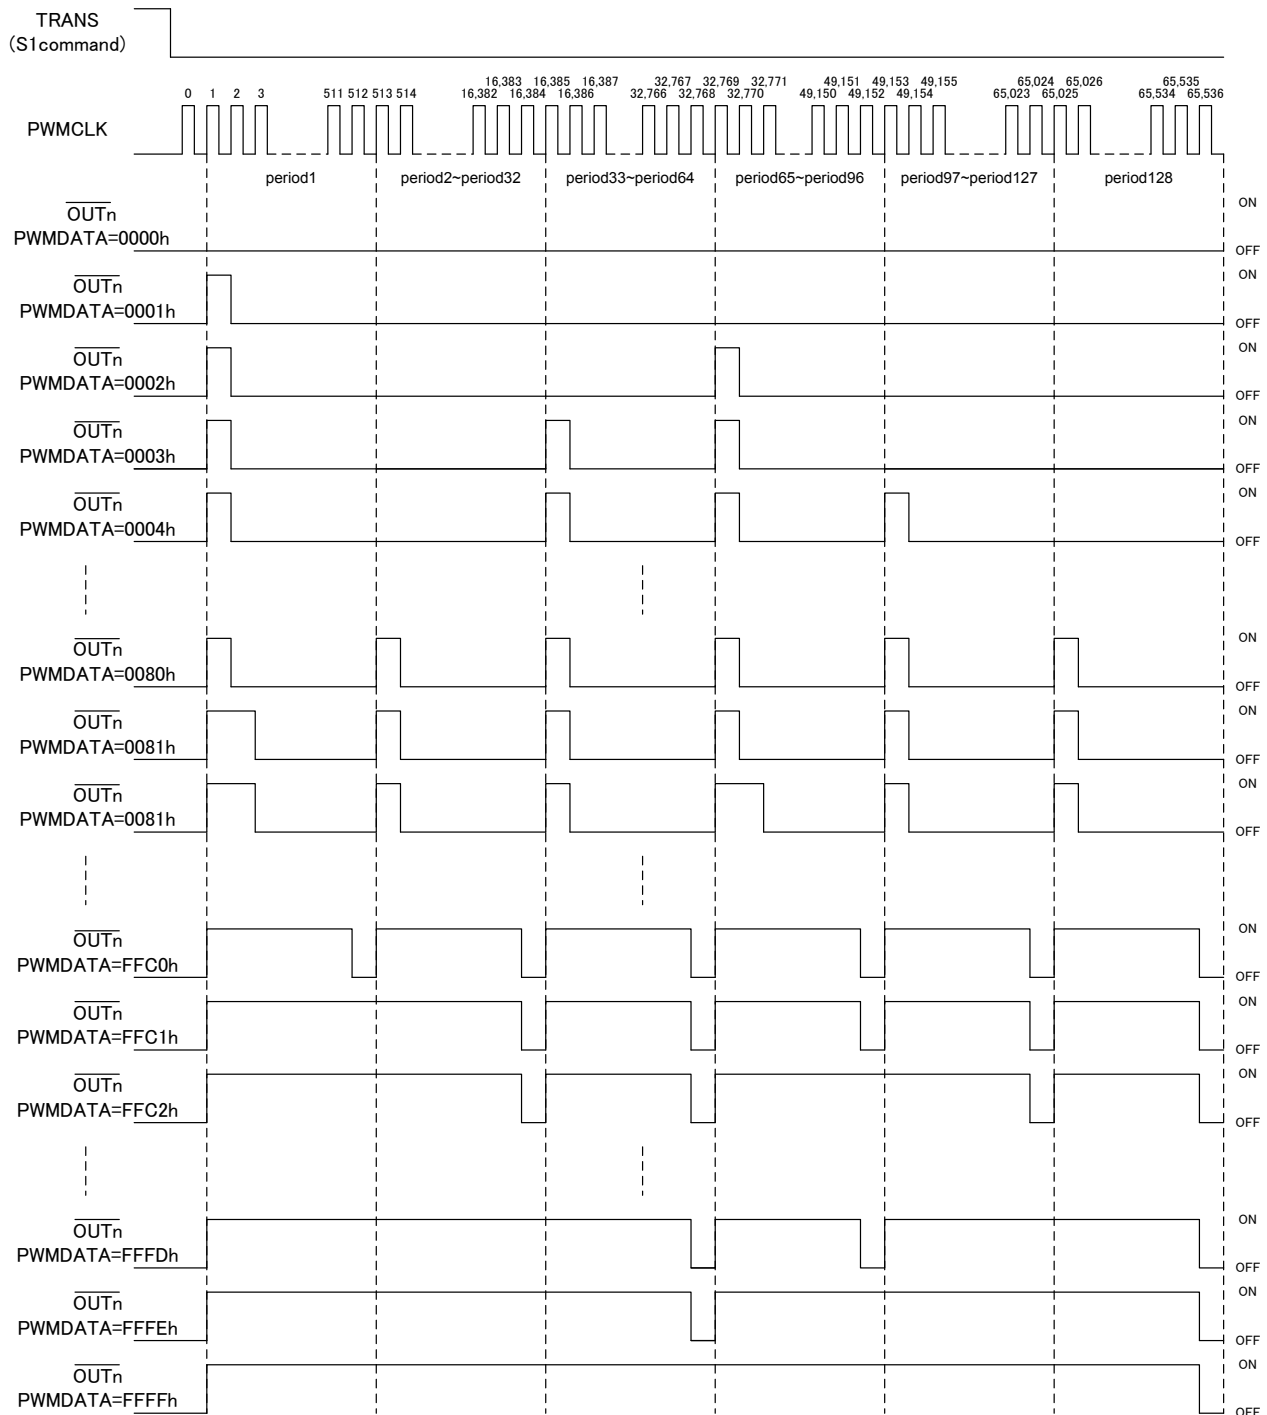 TRANS
(S1command)
16,383 16,385 16,387 32,767 32,769 32,771 49,151 49,153 49,155 65,024 65,026 65,535
0 1 2 3 511 512 513 514 16,382 16,384 16,386 32,766 32,768 32,770 49,150 49,152 49,154 65,023 65,025 65,534 65,536
PWMCLK
period1 period2~period32 period33~period64 period65~period96 period97~period127 period128
OUTn ON
PWMDATA=0000h OFF
OUTn ON
PWMDATA=0001h OFF
OUTn ON
PWMDATA=0002h OFF
OUTn ON
PWMDATA=0003h OFF
OUTn ON
PWMDATA=0004h OFF
OUTn ON
PWMDATA=0080h OFF
OUTn ON
PWMDATA=0081h OFF
OUTn ON
PWMDATA=0081h OFF
OUTn ON
PWMDATA=FFC0h OFF
OUTn ON
PWMDATA=FFC1h OFF
OUTn ON
PWMDATA=FFC2h OFF
OUTn ON
PWMDATA=FFFDh OFF
OUTn ON
PWMDATA=FFFEh OFF
OUTn ON
PWMDATA=FFFFh OFF